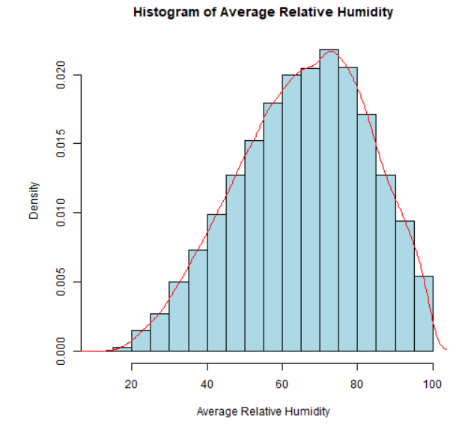 Histogram of Average Relative Humidity
Density
0.020
0.015
0.010
0.005
0.000
20 40 60 80 100
Average Relative Humidity